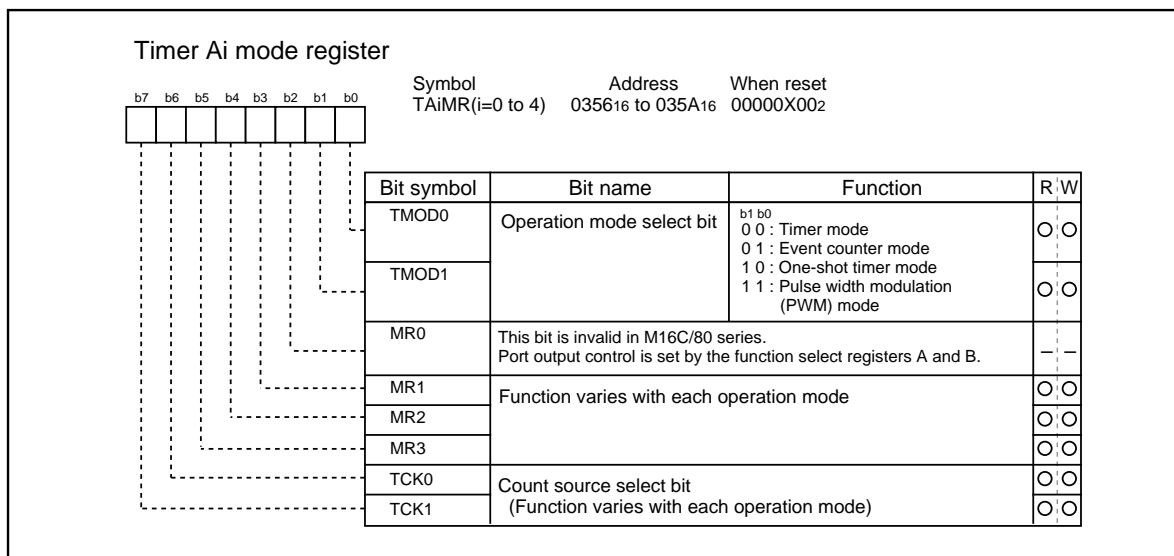 Timer Ai mode register
Symbol Address When reset
TAiMR(i=0 to 4) 035616 to 035A16 00000X002
b7 b6 b5 b4 b3 b2 b1 b0
Bit symbol Bit name Function R W
TMOD0 Operation mode select bit b1 b0
0 0 : Timer mode
0 1 : Event counter mode
TMOD1 1 0 : One-shot timer mode
1 1 : Pulse width modulation
(PWM) mode
MR0 This bit is invalid in M16C/80 series.
Port output control is set by the function select registers A and B. – –
MR1 Function varies with each operation mode
MR2
MR3
TCK0 Count source select bit
TCK1 (Function varies with each operation mode)